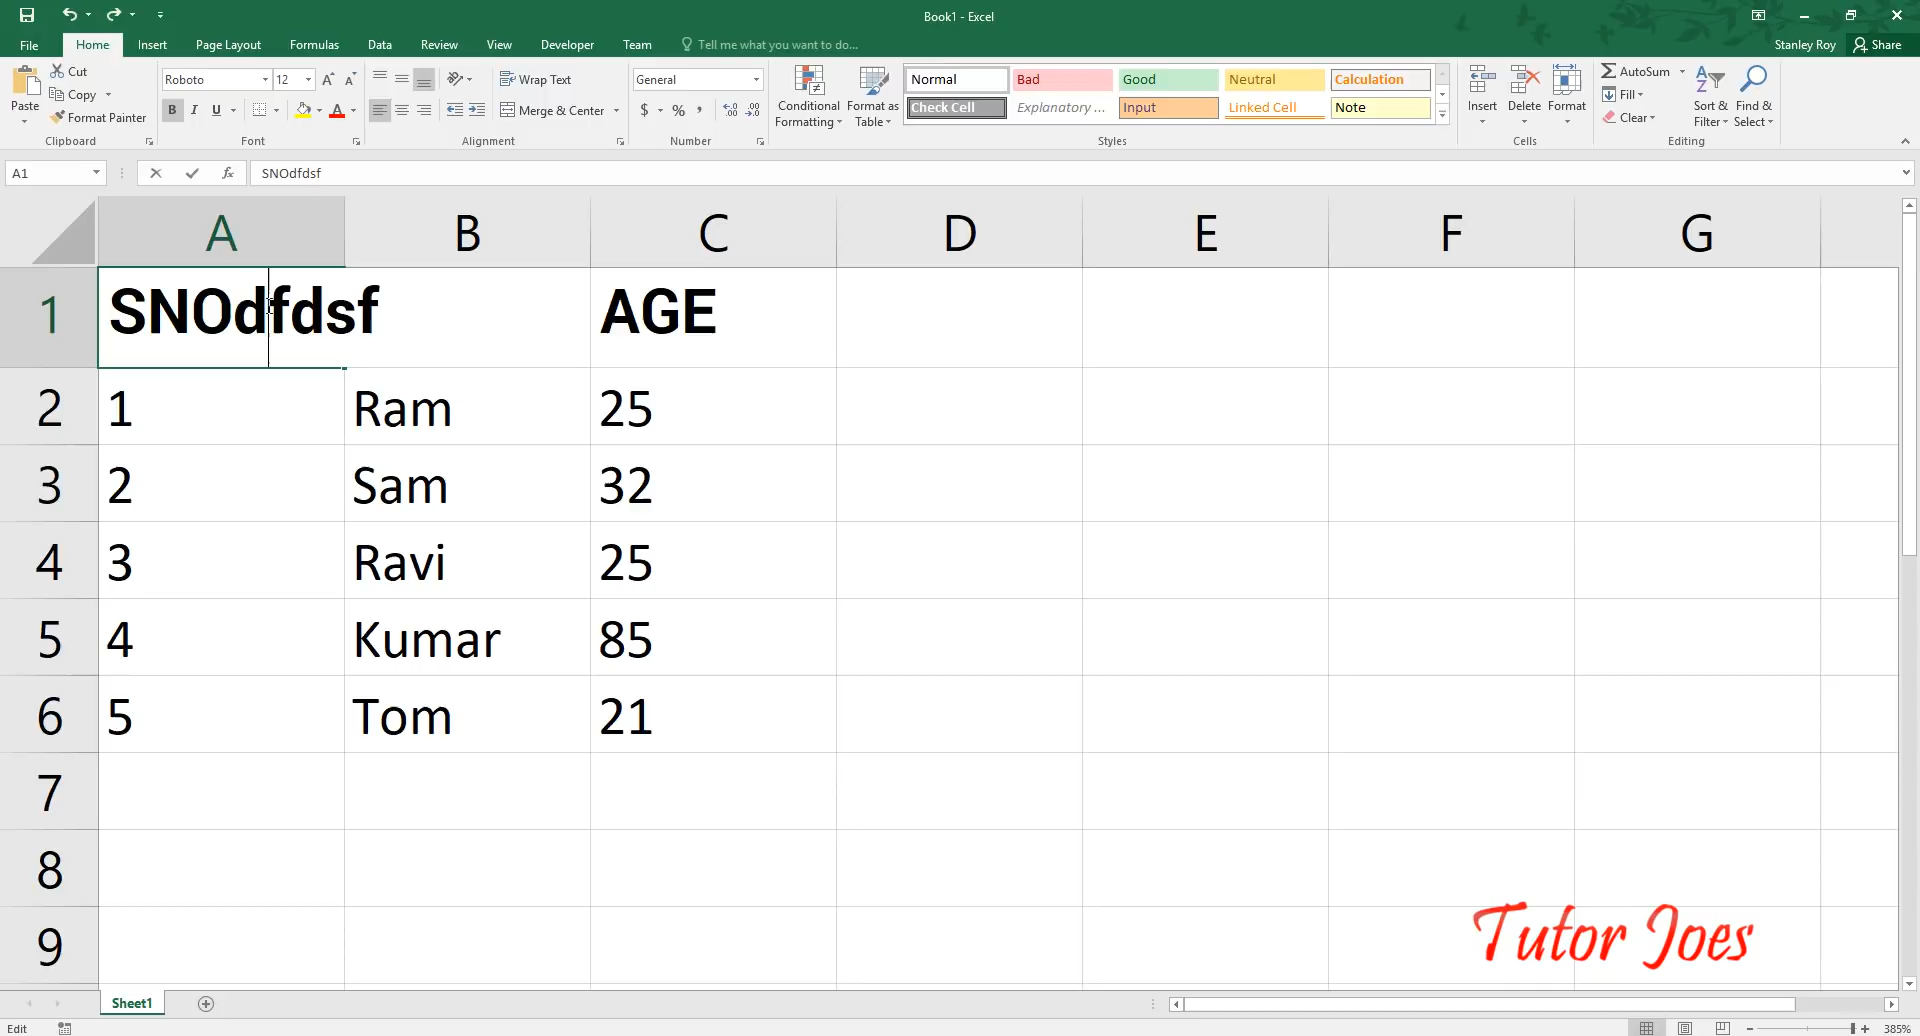 Book1 - Excel
File Home Insert Page Layout Formulas Data Review View Developer Team Tell me what you want to do... Stanley Roy Share
Paste Cut Copy Format Painter Clipboard
Roboto 12 B I U A Font
Wrap Text Merge & Center Alignment
General $ % , Number
Conditional Formatting Format as Table
Normal Bad Good Neutral Calculation
Check Cell Explanatory ... Input Linked Cell Note
Styles
Insert Delete Format Cells
AutoSum Fill Clear Sort & Filter Find & Select Editing
A1 fx SNOdfdsf
A B C D E F G
1 SNOdfdsf AGE
2 1 Ram 25
3 2 Sam 32
4 3 Ravi 25
5 4 Kumar 85
6 5 Tom 21
7
8
9
Tutor Joes
Sheet1
Edit 385%